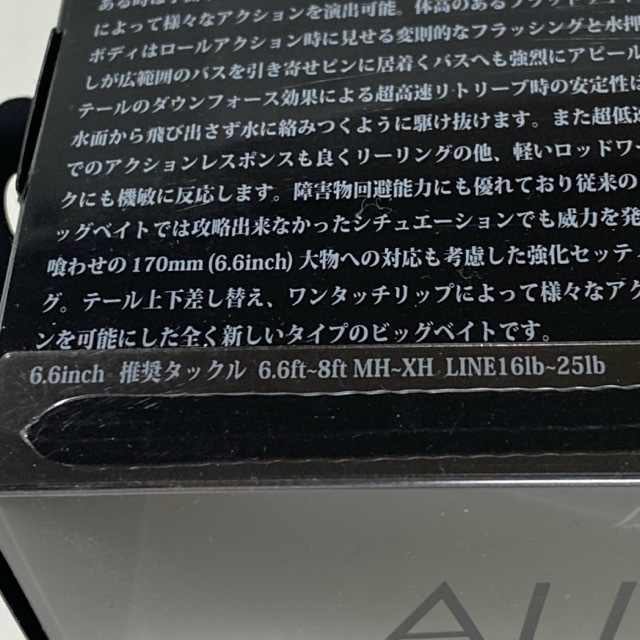 によって様々なアクションを演出可能。体高のあるフラットサイ
ボディはロールアクション時に見せる変則的なフラッシングと水押
しが広範囲のバスを引き寄せピンに居着くバスへも強烈にアピール
テールのダウンフォース効果による超高速リトリーブ時の安定性に
水面から飛び出さず水に絡みつくように駆け抜けます。また超低速
でのアクションレスポンスも良くリーリングの他、軽いロッドワー
クにも機敏に反応します。障害物回避能力にも優れており従来の
ッグベイトでは攻略出来なかったシチュエーションでも威力を発
喰わせの170mm (6.6inch) 大物への対応も考慮した強化セッティ
グ。テール上下差し替え、ワンタッチリップによって様々なアク
ンを可能にした全く新しいタイプのビッグベイトです。
6.6inch 推奨タックル 6.6ft~8ft MH~XH LINE16lb~25lb